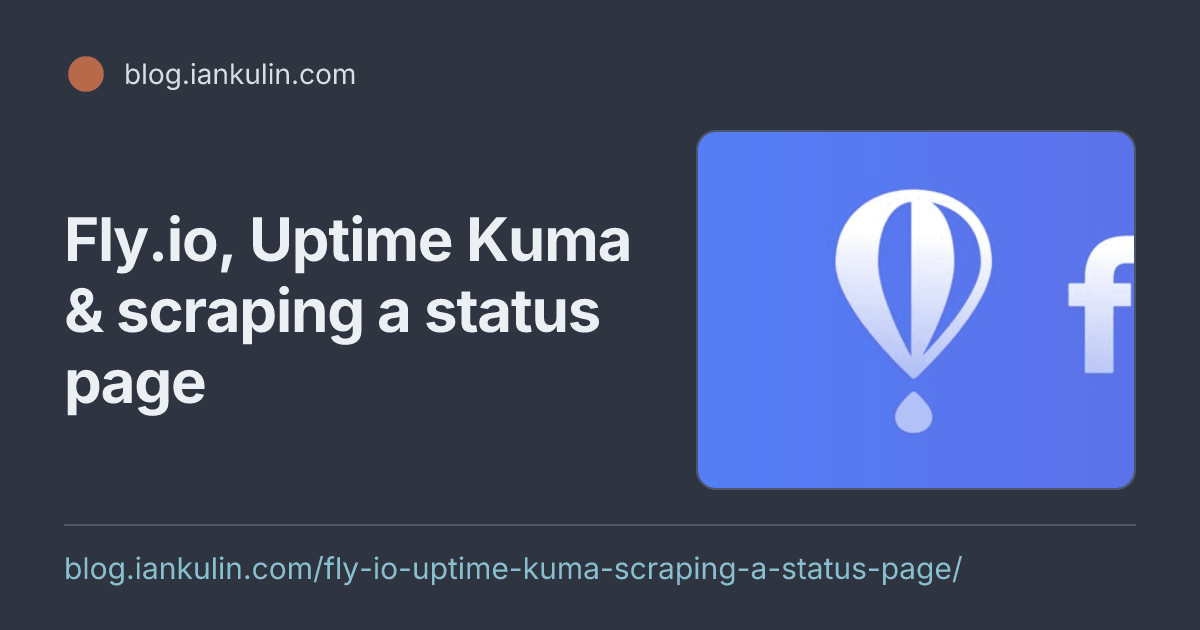 blog.iankulin.com
Fly.io, Uptime Kuma
& scraping a status
page
f
blog.iankulin.com/fly-io-uptime-kuma-scraping-a-status-page/